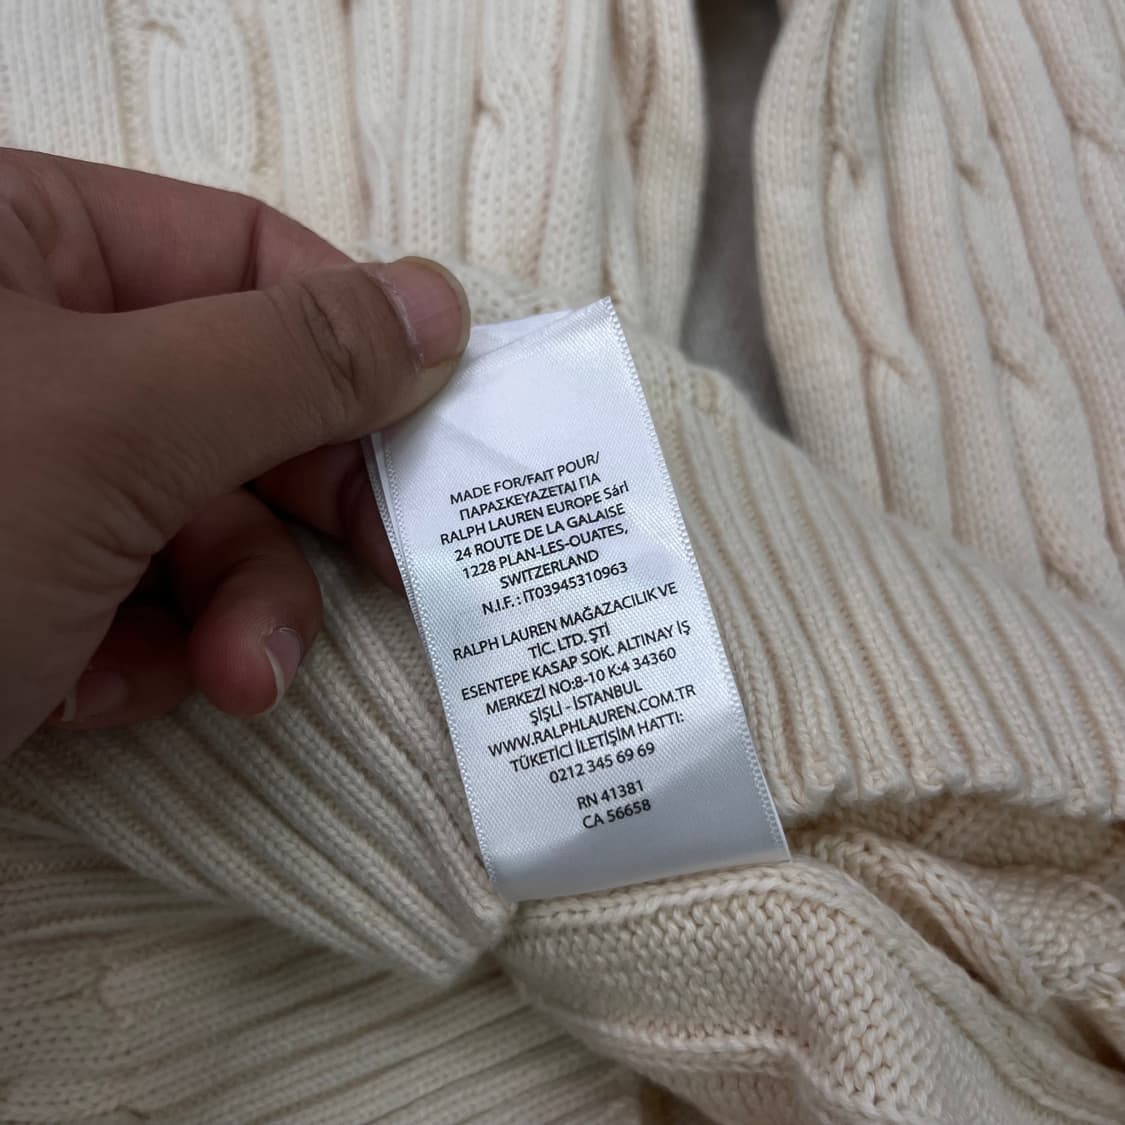 MADE FOR/FAIT POUR/
ΠΑΡΑΣΚΕΥΑΖΕΤΑΙ ΓΙΑ
RALPH LAUREN EUROPE Sárl
24 ROUTE DE LA GALAISE
1228 PLAN-LES-OUATES,
SWITZERLAND
N.I.F. : IT03945310963
RALPH LAUREN MAĞAZACILIK VE
TİC. LTD. ŞTİ
ESENTEPE KASAP SOK. ALTINAY İŞ
MERKEZİ NO:8-10 K:4 34360
ŞİŞLİ - İSTANBUL
WWW.RALPHLAUREN.COM.TR
TÜKETİCİ İLETİŞİM HATTI:
0212 345 69 69
RN 41381
CA 56658